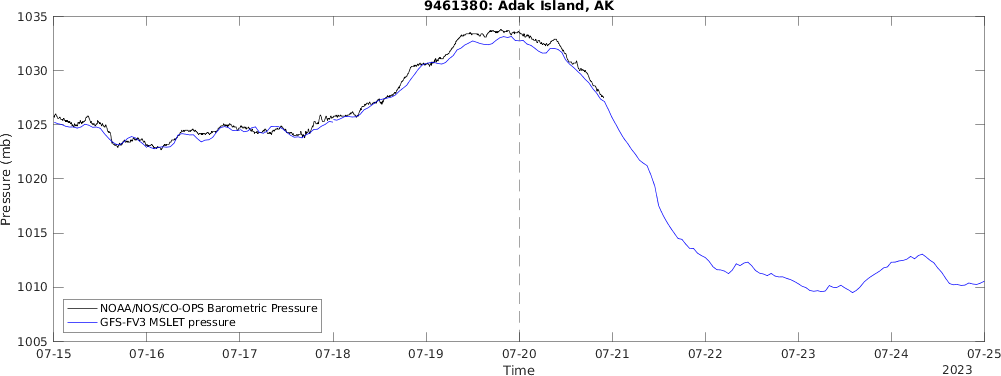 9461380: Adak Island, AK
Pressure (mb)
1035
1030
1025
1020
1015
1010
1005
NOAA/NOS/CO-OPS Barometric Pressure
GFS-FV3 MSLET pressure
07-15 07-16 07-17 07-18 07-19 07-20 07-21 07-22 07-23 07-24 07-25
Time
2023